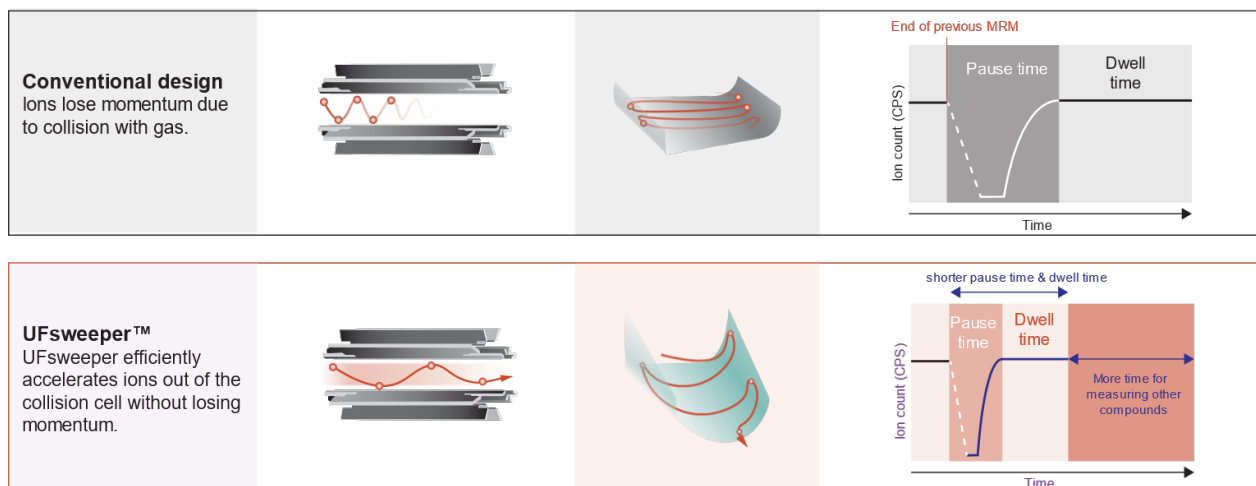 Conventional design
Ions lose momentum due
to collision with gas.
End of previous MRM
Pause time
Dwell
time
Ion count (CPS)
Time
UFsweeper™
UFsweeper efficiently
accelerates ions out of the
collision cell without losing
momentum.
shorter pause time & dwell time
Pause
time
Dwell
time
More time for
measuring other
compounds
Ion count (CPS)
Time